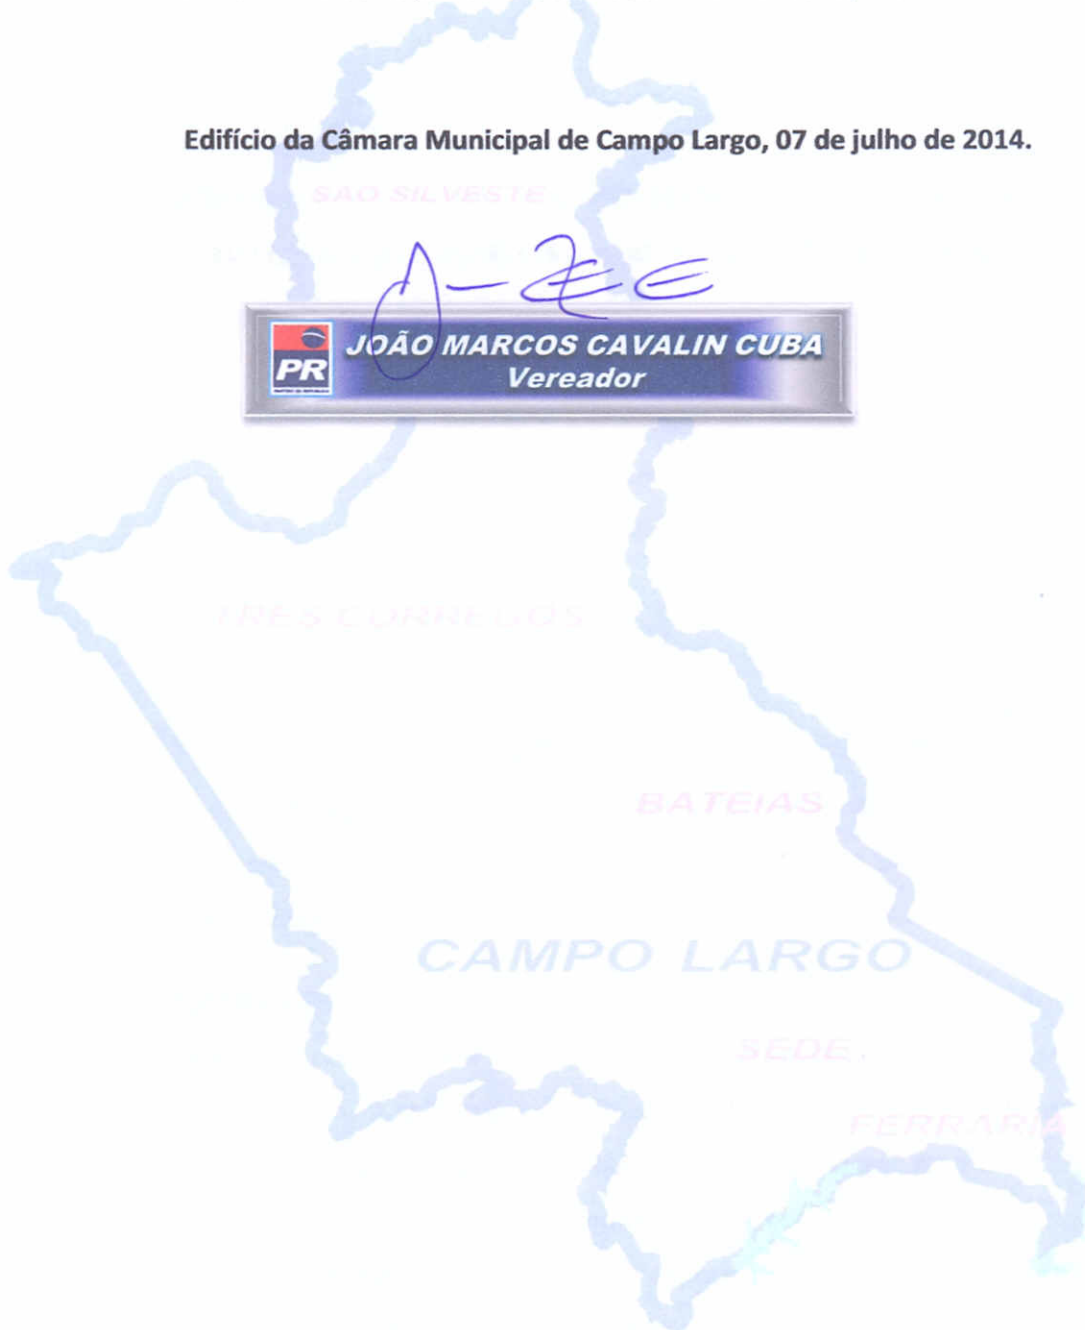 Edifício da Câmara Municipal de Campo Largo, 07 de julho de 2014.
SAO SILVESTE
PR
JOÃO MARCOS CAVALIN CUBA
Vereador
TRES CORREGOS
BATEIAS
CAMPO LARGO
SEDE.
FERRARIA